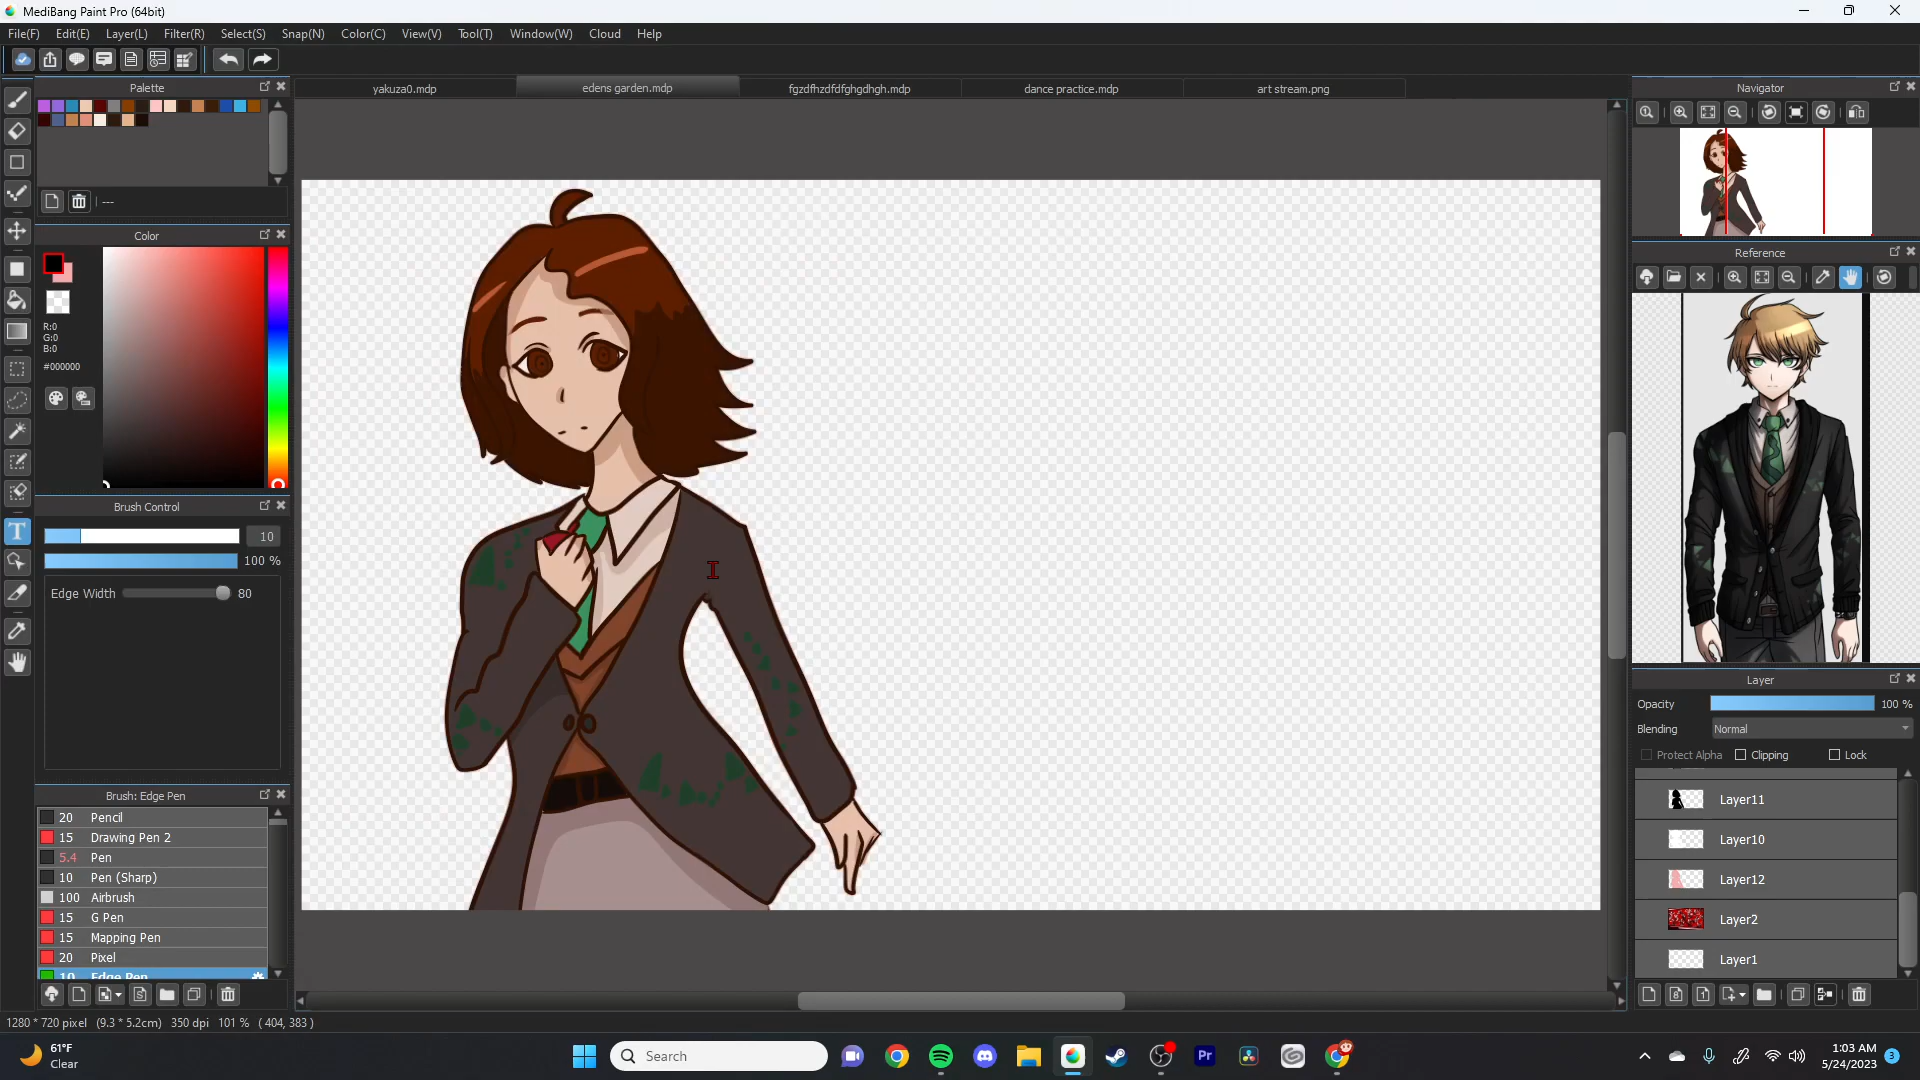 MediBang Paint Pro (64bit)
File(F) Edit(E) Layer(L) Filter(R) Select(S) Snap(N) Color(C) View(V) Tool(T) Window(W) Cloud Help
Palette
yakuza0.mdp
edens garden.mdp
fgzdfhzdfdfghgdhgh.mdp
dance practice.mdp
art stream.png
Navigator
---
Color
R:0
G:0
B:0
#000000
Reference
Brush Control
10
100 %
Edge Width 80
T
Layer
Opacity 100 %
Blending Normal
Protect Alpha Clipping Lock
Layer11
Layer10
Layer12
Layer2
Layer1
Brush: Edge Pen
20 Pencil
15 Drawing Pen 2
5.4 Pen
10 Pen (Sharp)
100 Airbrush
15 G Pen
15 Mapping Pen
20 Pixel
10 Edge Pen
1280 * 720 pixel (9.3 * 5.2cm) 350 dpi 101 % ( 404, 383 )
61°F
Clear
Search
Pr
1:03 AM
5/24/2023
3